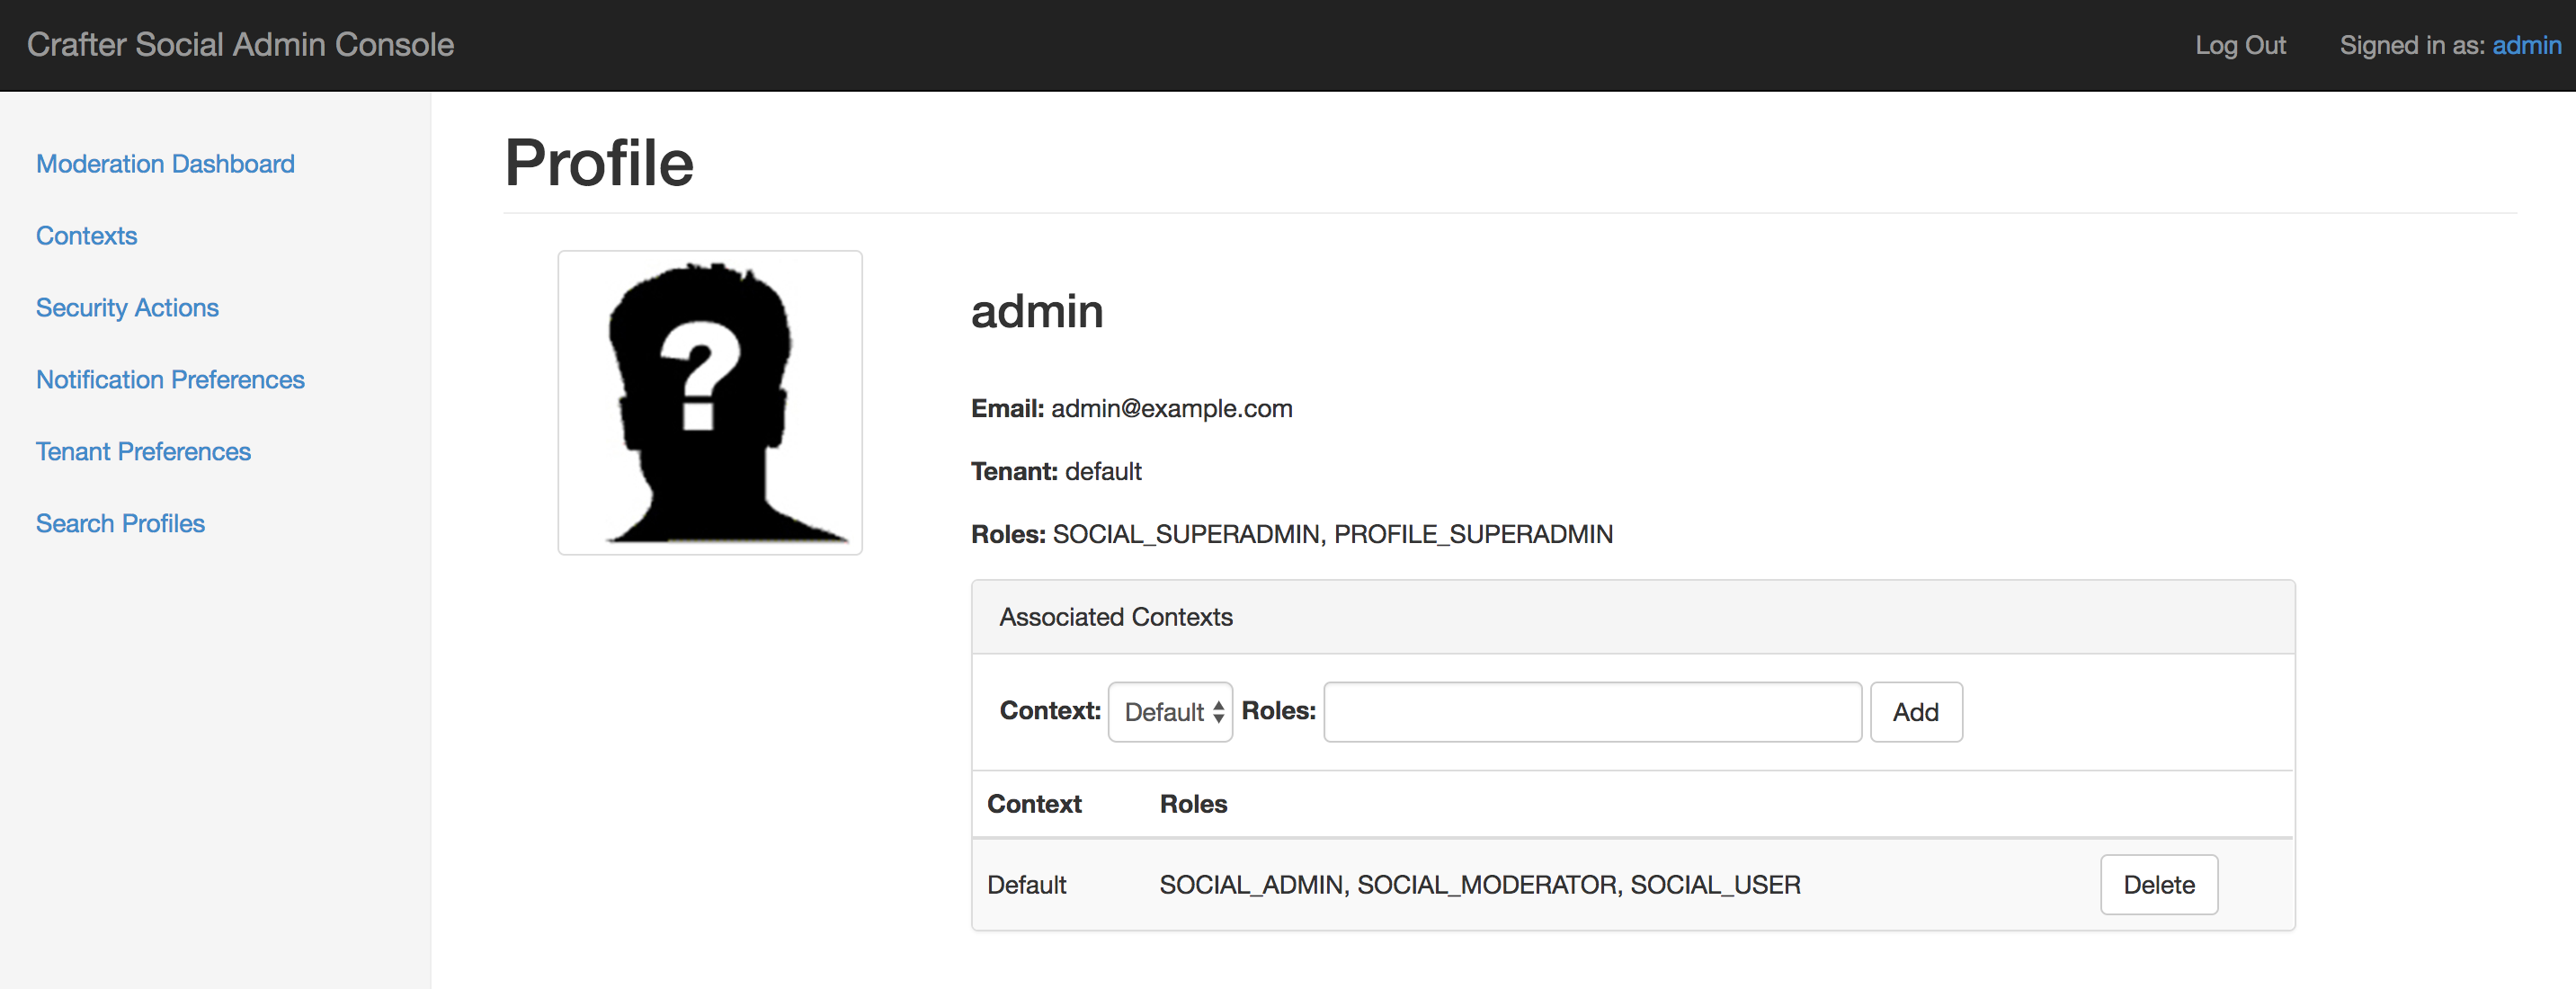 Crafter Social Admin Console Log Out Signed in as: admin
Moderation Dashboard
Contexts
Security Actions
Notification Preferences
Tenant Preferences
Search Profiles
Profile
?
admin
Email: admin@example.com
Tenant: default
Roles: SOCIAL_SUPERADMIN, PROFILE_SUPERADMIN
Associated Contexts
Context: Default Roles: Add
Context Roles
Default SOCIAL_ADMIN, SOCIAL_MODERATOR, SOCIAL_USER Delete